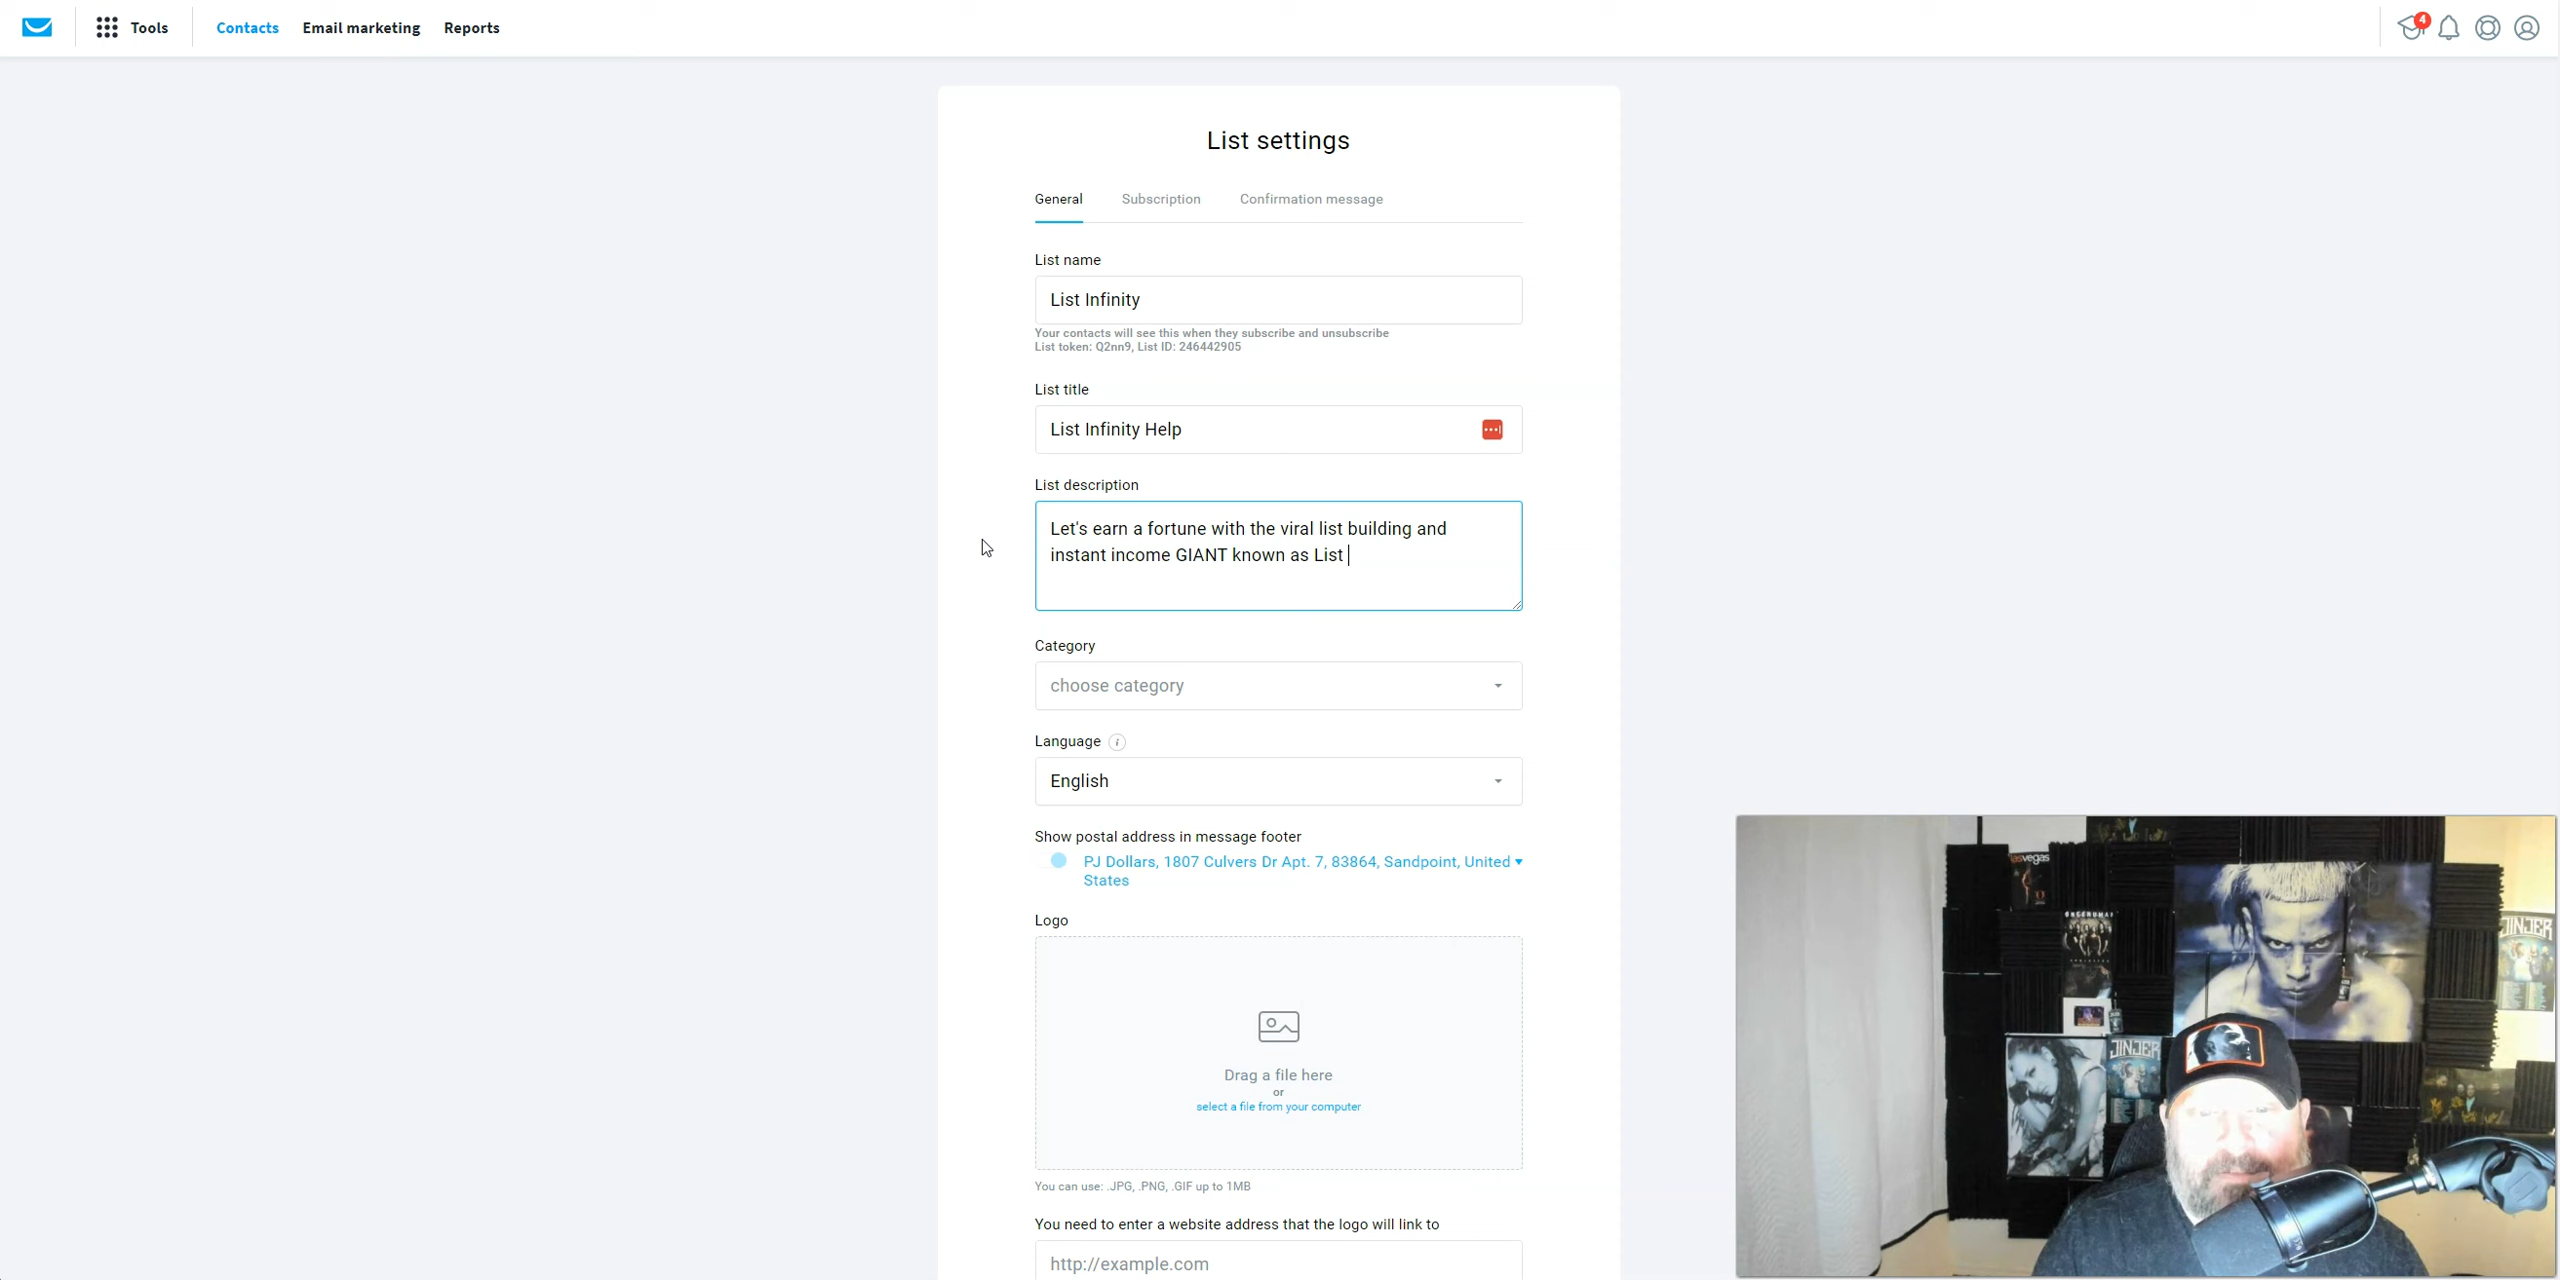 Tools
Contacts
Email marketing
Reports
4
List settings
General
Subscription
Confirmation message
List name
List Infinity
Your contacts will see this when they subscribe and unsubscribe
List token: Q2nn9, List ID: 246442905
List title
List Infinity Help
List description
Let's earn a fortune with the viral list building and
instant income GIANT known as List
Category
choose category
Language
English
Show postal address in message footer
PJ Dollars, 1807 Culvers Dr Apt. 7, 83864, Sandpoint, United
States
Logo
Drag a file here
or
select a file from your computer
You can use: .JPG, .PNG, .GIF up to 1MB
You need to enter a website address that the logo will link to
http://example.com
JINJER
JINJER